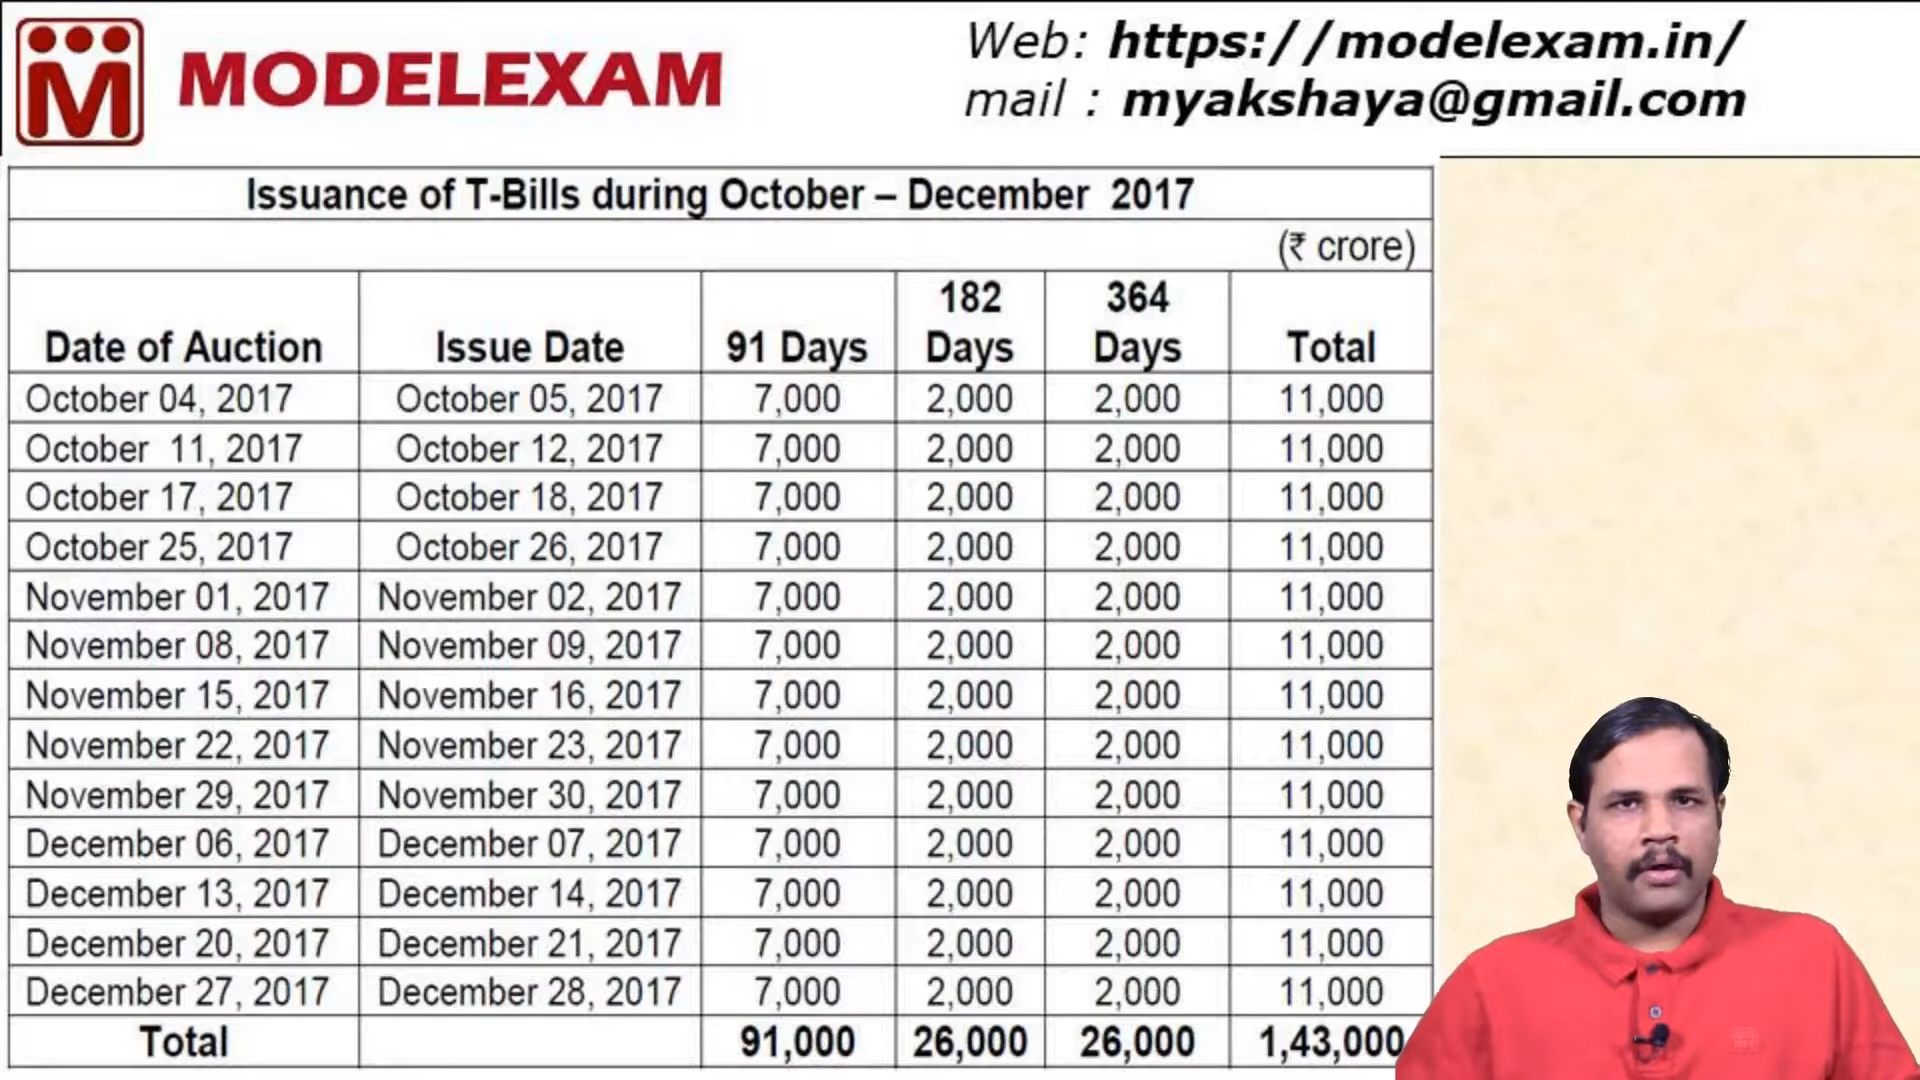 MODELEXAM
Web: https://modelexam.in/
mail : myakshaya@gmail.com
Issuance of T-Bills during October – December 2017
(₹ crore)
Date of Auction Issue Date 91 Days 182 Days 364 Days Total
October 04, 2017 October 05, 2017 7,000 2,000 2,000 11,000
October 11, 2017 October 12, 2017 7,000 2,000 2,000 11,000
October 17, 2017 October 18, 2017 7,000 2,000 2,000 11,000
October 25, 2017 October 26, 2017 7,000 2,000 2,000 11,000
November 01, 2017 November 02, 2017 7,000 2,000 2,000 11,000
November 08, 2017 November 09, 2017 7,000 2,000 2,000 11,000
November 15, 2017 November 16, 2017 7,000 2,000 2,000 11,000
November 22, 2017 November 23, 2017 7,000 2,000 2,000 11,000
November 29, 2017 November 30, 2017 7,000 2,000 2,000 11,000
December 06, 2017 December 07, 2017 7,000 2,000 2,000 11,000
December 13, 2017 December 14, 2017 7,000 2,000 2,000 11,000
December 20, 2017 December 21, 2017 7,000 2,000 2,000 11,000
December 27, 2017 December 28, 2017 7,000 2,000 2,000 11,000
Total 91,000 26,000 26,000 1,43,000